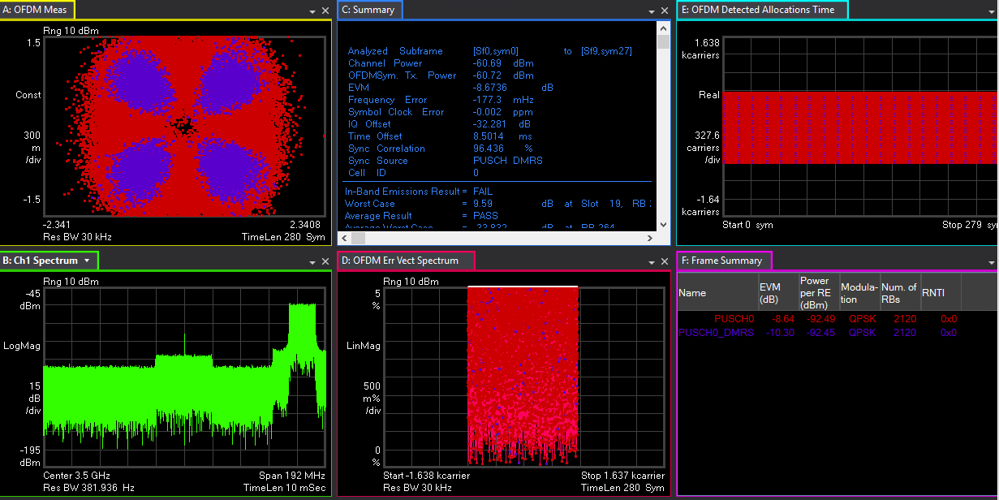 A: OFDM Meas
Rng 10 dBm
1.5
Const
300
m
/div
-1.5
-2.341
2.3408
Res BW 30 kHz
TimeLen 280 Sym
C: Summary
Analyzed Subframe [Sf0,sym0] to [Sf9,sym27]
Channel Power -60.69 dBm
OFDMSym. Tx. Power -60.72 dBm
EVM -8.6736 dB
Frequency Error -177.3 mHz
Symbol Clock Error -0.002 ppm
IQ Offset -32.281 dB
Time Offset 8.5014 ms
Sync Correlation 96.436 %
Sync Source PUSCH DMRS
Cell ID 0
In-Band Emissions Result = FAIL
Worst Case = 9.59 dB at Slot 19, RB
Average Result = PASS
Average Worst Case = -33.832 dB at RB 264
E: OFDM Detected Allocations Time
1.638
kcarriers
Real
327.6
carriers
/div
-1.64
kcarriers
Start 0 sym
Stop 279 sy
B: Ch1 Spectrum
Rng 10 dBm
-45
dBm
LogMag
15
dB
/div
-195
dBm
Center 3.5 GHz
Span 192 MHz
Res BW 381.936 Hz
TimeLen 10 mSec
D: OFDM Err Vect Spectrum
Rng 10 dBm
5
%
LinMag
500
m%
/div
0
%
Start -1.638 kcarrier
Stop 1.637 kcarrier
Res BW 30 kHz
TimeLen 280 Sym
F: Frame Summary
Name EVM (dB) Power per RE (dBm) Modula-tion Num. of RBs RNTI
PUSCH0 -8.64 -92.49 QPSK 2120 0x0
PUSCH0_DMRS -10.30 -92.45 QPSK 2120 0x0